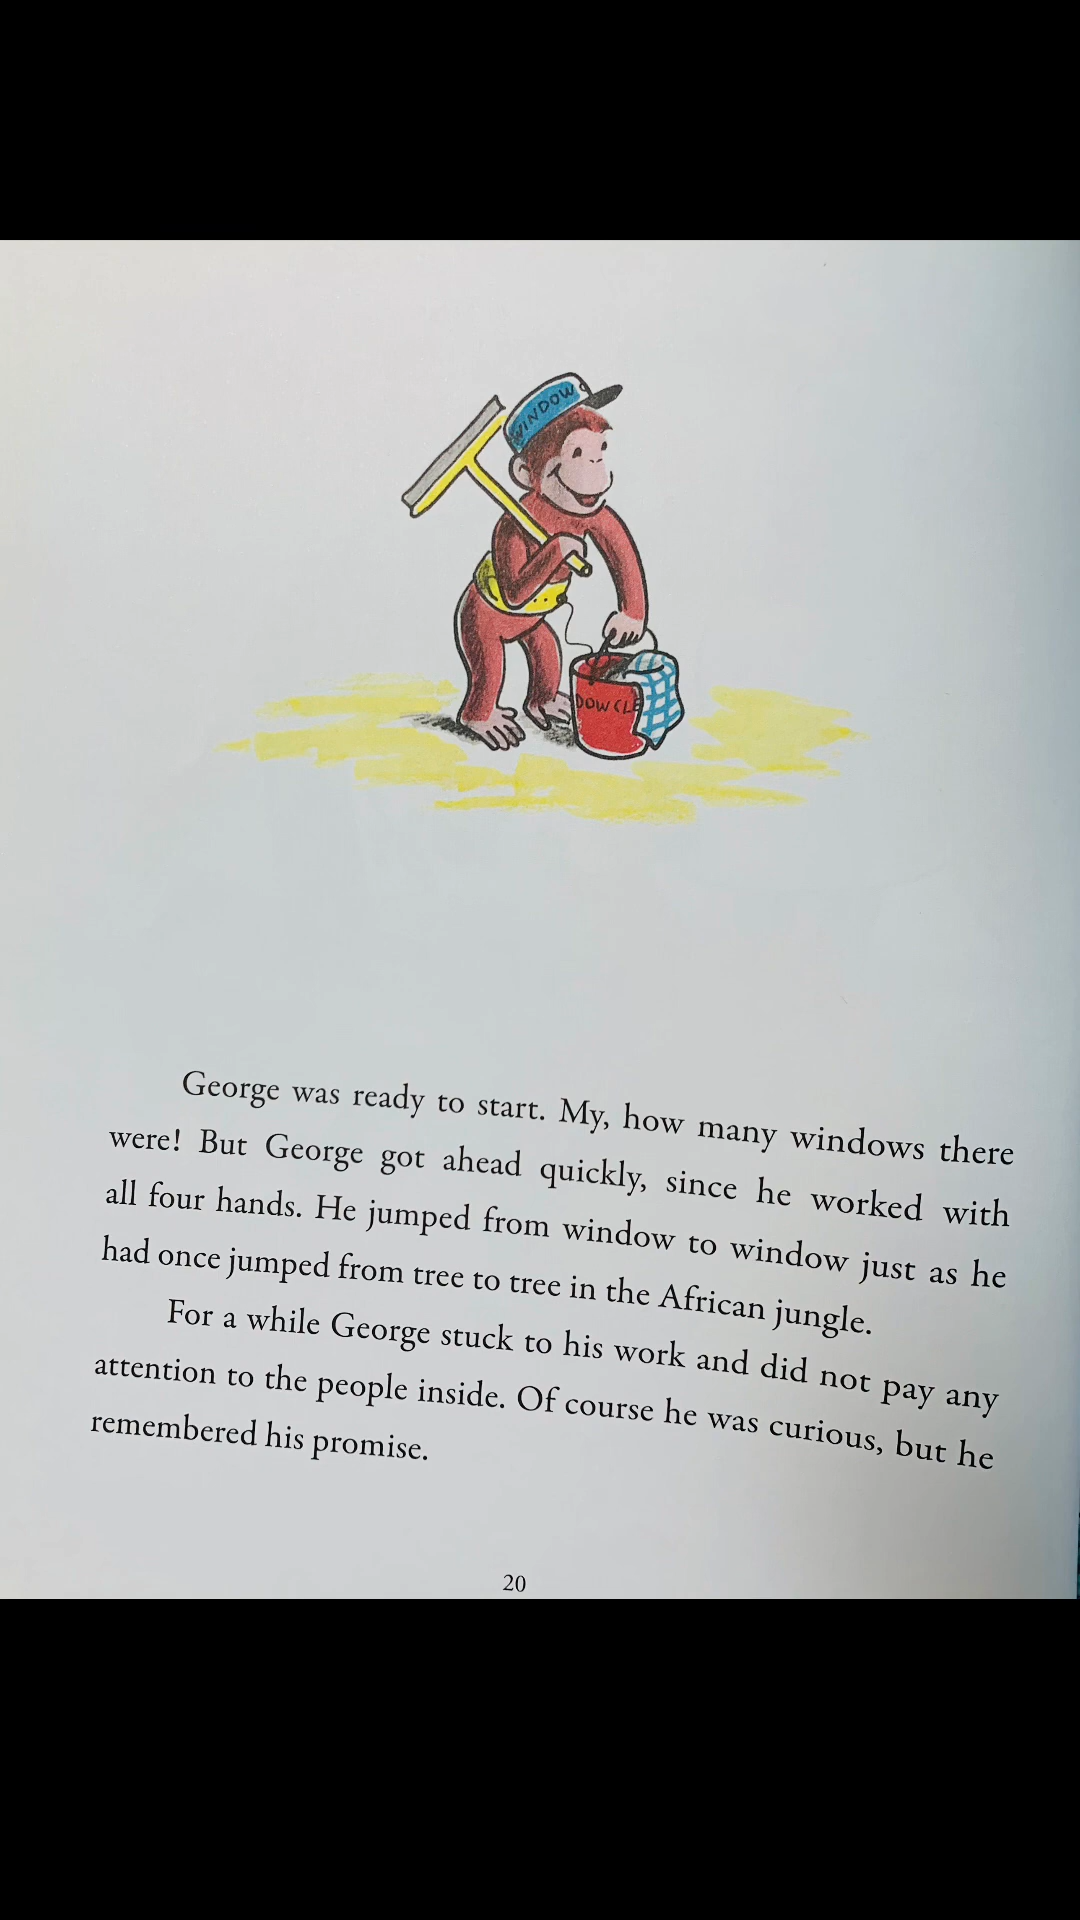 WINDOW
DOW CLE
George was ready to start. My, how many windows there
were! But George got ahead quickly, since he worked with
all four hands. He jumped from window to window just as he
had once jumped from tree to tree in the African jungle.
For a while George stuck to his work and did not pay any
attention to the people inside. Of course he was curious, but he
remembered his promise.
20